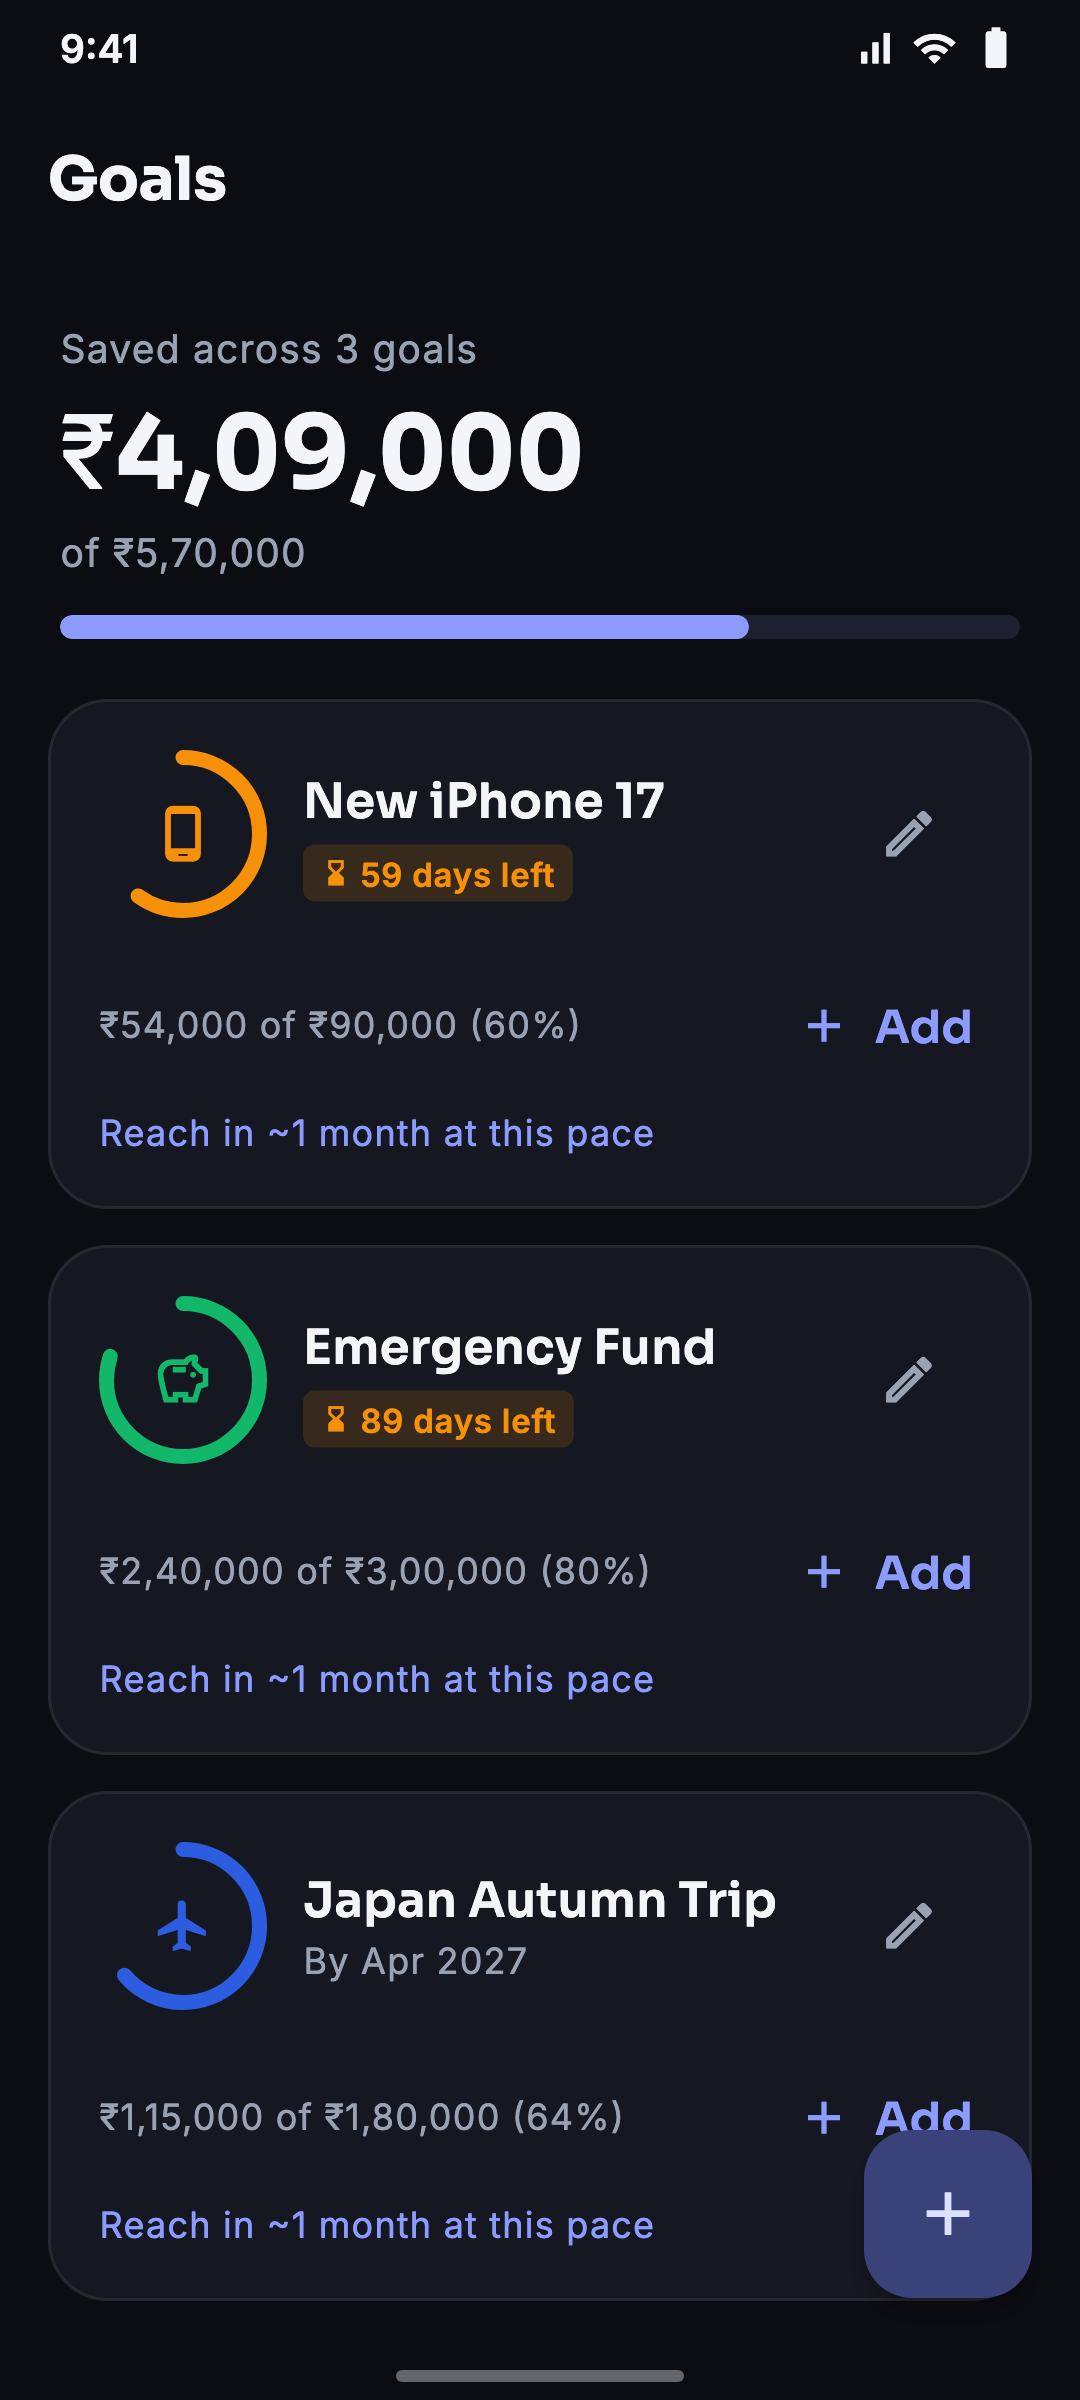 9:41
Goals
Saved across 3 goals
₹4,09,000
of ₹5,70,000
New iPhone 17
59 days left
₹54,000 of ₹90,000 (60%)
+ Add
Reach in ~1 month at this pace
Emergency Fund
89 days left
₹2,40,000 of ₹3,00,000 (80%)
+ Add
Reach in ~1 month at this pace
Japan Autumn Trip
By Apr 2027
₹1,15,000 of ₹1,80,000 (64%)
+ Add
Reach in ~1 month at this pace
+